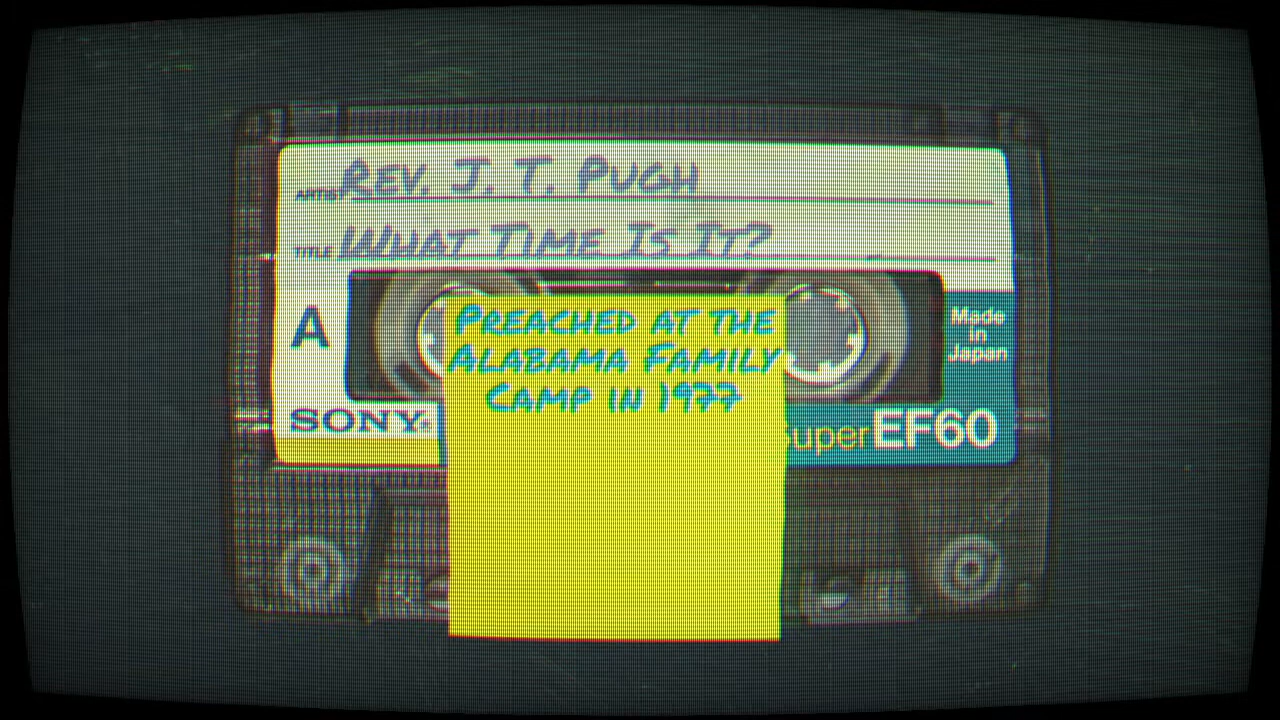 ARTIST REV. J. T. PUGH
TITLE WHAT TIME IS IT?
A
PREACHED AT THE
ALABAMA FAMILY
CAMP IN 1977
Made
in
Japan
SONY
super EF60